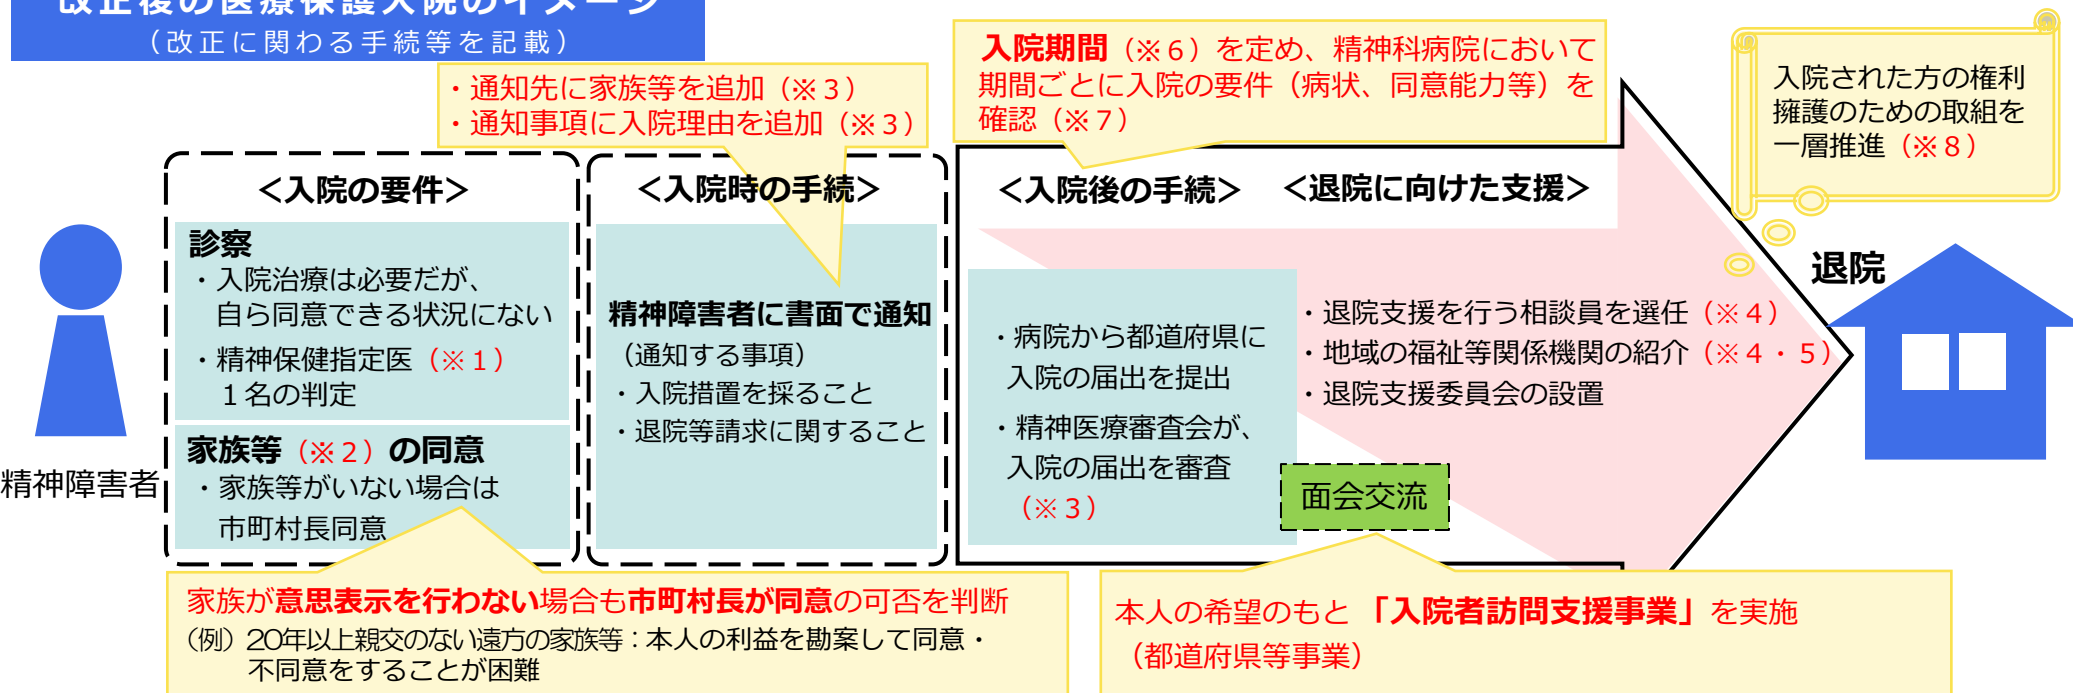 改正後の医療保護入院のイメージ
（改正に関わる手続等を記載）
・通知先に家族等を追加（※３）
・通知事項に入院理由を追加（※３）
入院期間（※６）を定め、精神科病院において
期間ごとに入院の要件（病状、同意能力等）を
確認（※７）
入院された方の権利
擁護のための取組を
一層推進（※８）
＜入院の要件＞
＜入院時の手続＞
＜入院後の手続＞
＜退院に向けた支援＞
精神障害者
診察
・入院治療は必要だが、
自ら同意できる状況にない
・精神保健指定医（※１）
１名の判定
家族等（※２）の同意
・家族等がいない場合は
市町村長同意
精神障害者に書面で通知
（通知する事項）
・入院措置を採ること
・退院等請求に関すること
・病院から都道府県に
入院の届出を提出
・精神医療審査会が、
入院の届出を審査
（※３）
・退院支援を行う相談員を選任（※４）
・地域の福祉等関係機関の紹介（※４・５）
・退院支援委員会の設置
面会交流
退院
家族が意思表示を行わない場合も市町村長が同意の可否を判断
（例）20年以上親交のない遠方の家族等：本人の利益を勘案して同意・
不同意をすることが困難
本人の希望のもと「入院者訪問支援事業」を実施
（都道府県等事業）